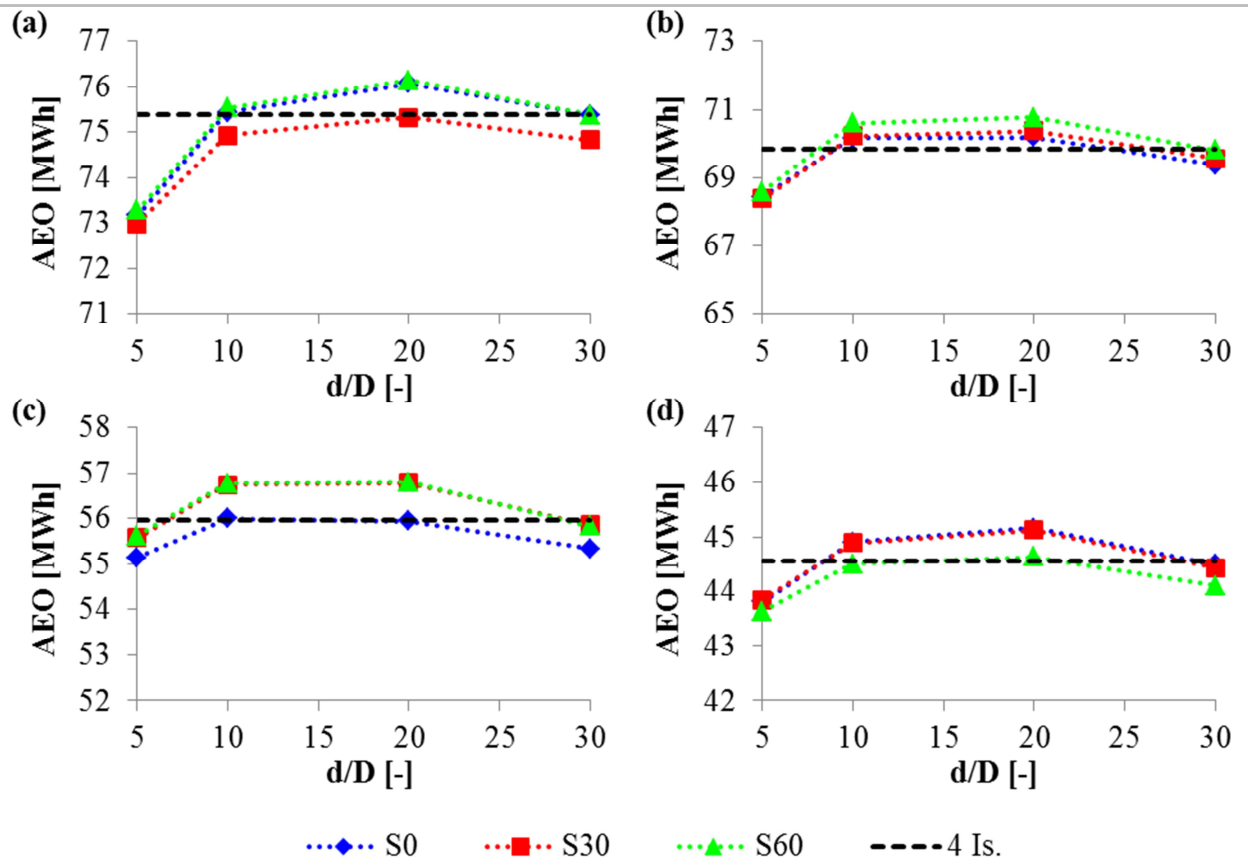 (a)
77
76
75
74
73
72
71
AEO [MWh]
5 10 15 20 25 30
d/D [-]
(b)
73
71
69
67
65
AEO [MWh]
5 10 15 20 25 30
d/D [-]
(c)
58
57
56
55
54
53
52
AEO [MWh]
5 10 15 20 25 30
d/D [-]
(d)
47
46
45
44
43
42
AEO [MWh]
5 10 15 20 25 30
d/D [-]
S0 S30 S60 4 Is.